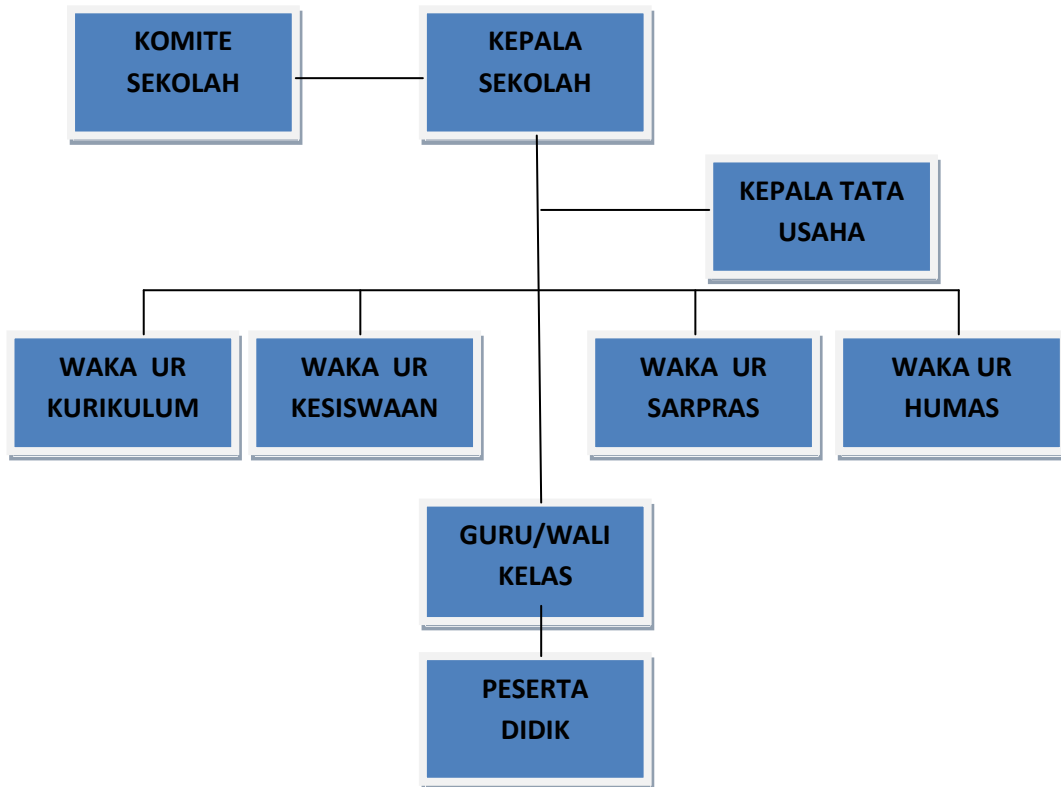 KOMITE
SEKOLAH
KEPALA
SEKOLAH
KEPALA TATA
USAHA
WAKA UR
KURIKULUM
WAKA UR
KESISWAAN
WAKA UR
SARPRAS
WAKA UR
HUMAS
GURU/WALI
KELAS
PESERTA
DIDIK